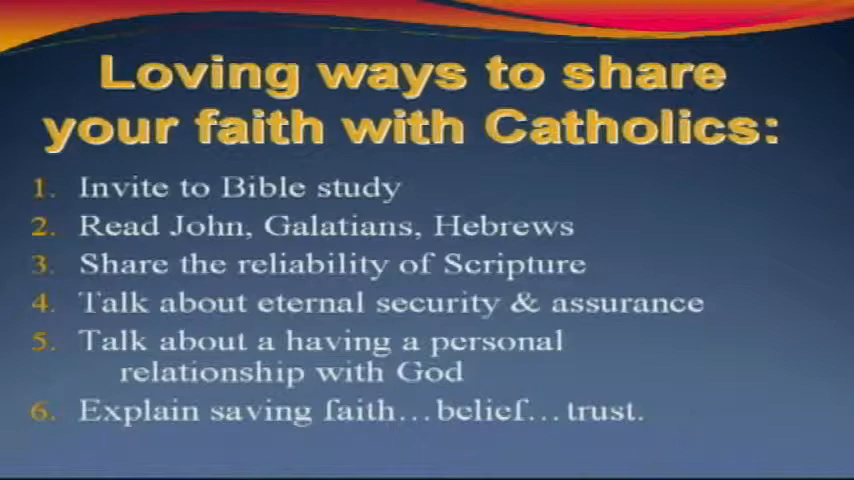 Loving ways to share
your faith with Catholics:
1. Invite to Bible study
2. Read John, Galatians, Hebrews
3. Share the reliability of Scripture
4. Talk about eternal security & assurance
5. Talk about a having a personal
relationship with God
6. Explain saving faith…belief…trust.